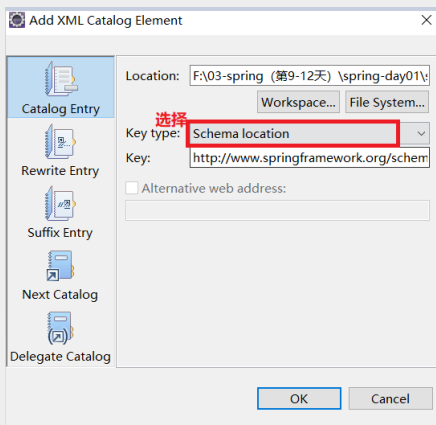 Add XML Catalog Element
Catalog Entry
Rewrite Entry
Suffix Entry
Next Catalog
Delegate Catalog
Location: F:\03-spring（第9-12天）\spring-day01\s
Workspace... File System...
选择
Key type: Schema location
Key: http://www.springframework.org/schem
Alternative web address:
OK Cancel